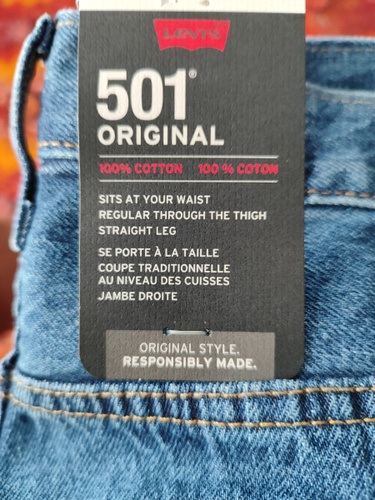 LEVI'S
501®
ORIGINAL
100% COTTON 100 % COTON
SITS AT YOUR WAIST
REGULAR THROUGH THE THIGH
STRAIGHT LEG
SE PORTE À LA TAILLE
COUPE TRADITIONNELLE
AU NIVEAU DES CUISSES
JAMBE DROITE
ORIGINAL STYLE.
RESPONSIBLY MADE.